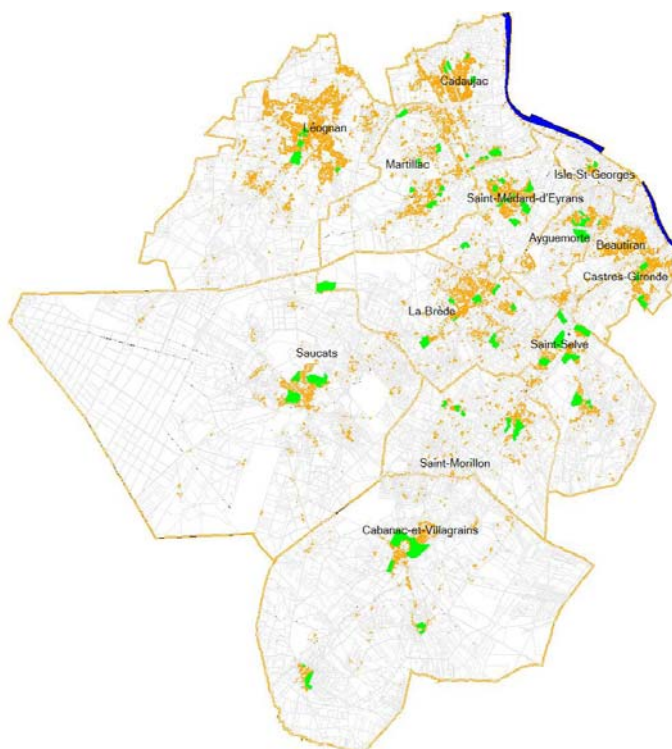 Cadaujac
Léognan
Martillac
Isle-St-Georges
Saint-Médard-d'Eyrans
Ayguemorte
Beautiran
Castres-Gironde
La Brède
Saint-Selve
Saucats
Saint-Morillon
Cabanac-et-Villagrains